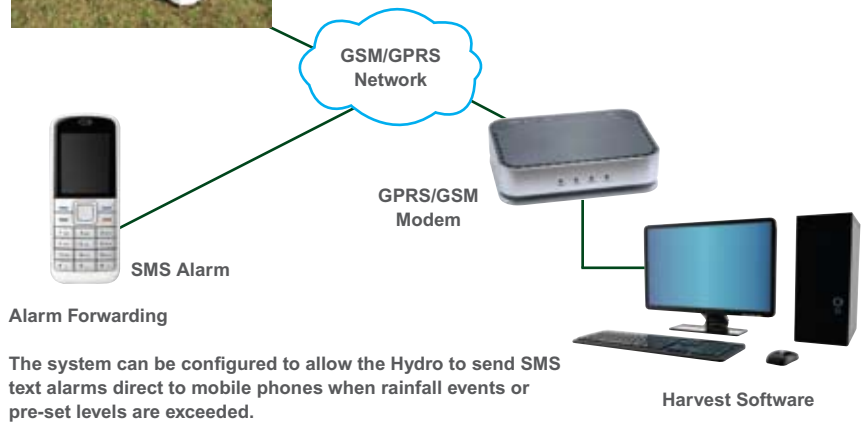 GSM/GPRS
Network
GPRS/GSM
Modem
SMS Alarm
Alarm Forwarding
The system can be configured to allow the Hydro to send SMS
text alarms direct to mobile phones when rainfall events or
pre-set levels are exceeded.
Harvest Software